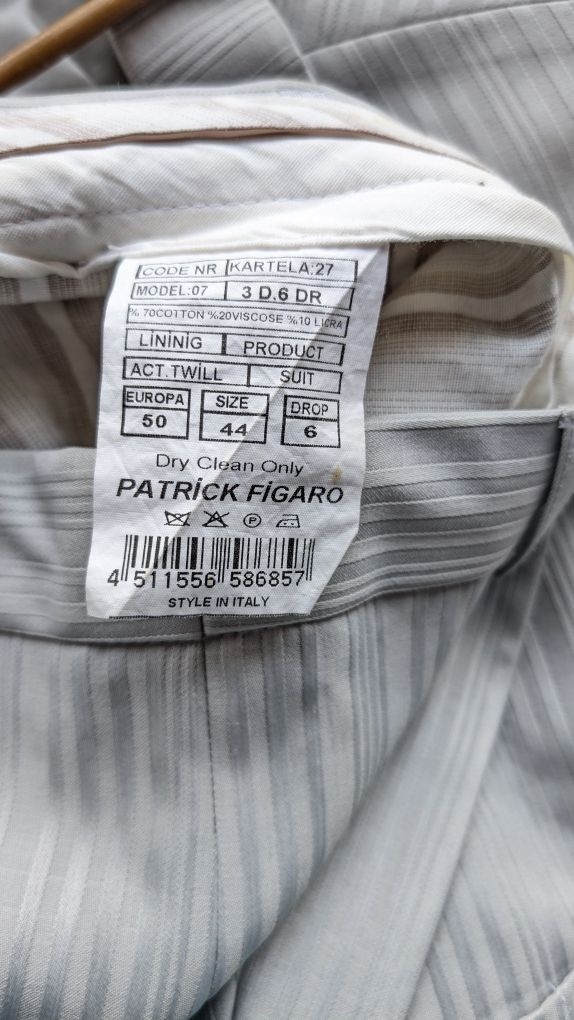 CODE NR KARTELA:27
MODEL:07 3 D.6 DR
% 70COTTON %20VISCOSE %10 LICRA
LININIG PRODUCT
ACT.TWILL SUIT
EUROPA SIZE DROP
50 44 6
Dry Clean Only
PATRİCK FİGARO
P
4 511556 586857
STYLE IN ITALY